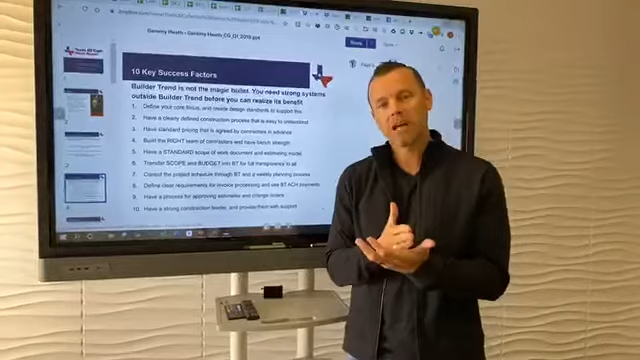 Gemmy Heath - Gemmy Heath_CG_Q1_2019.pptx
10 Key Success Factors
Builder Trend is not the magic bullet. You need strong systems
outside Builder Trend before you can realize its benefit
1. Define your core focus, and inside design standards to support this
2. Have a clearly defined construction process that is easy to understand
3. Have standard pricing that is agreed by contractors in advance
4. Build the RIGHT team of contractors and have bench strength
5. Have a STANDARD scope of work document and estimating model
6. Transfer SCOPE and BUDGET into BT for full transparency to all
7. Control the project schedule through BT and a weekly planning process
8. Define clear requirements for invoice processing and use BT ACH payments
9. Have a process for approving estimates and change orders
10. Have a strong construction leader, and provide them with support